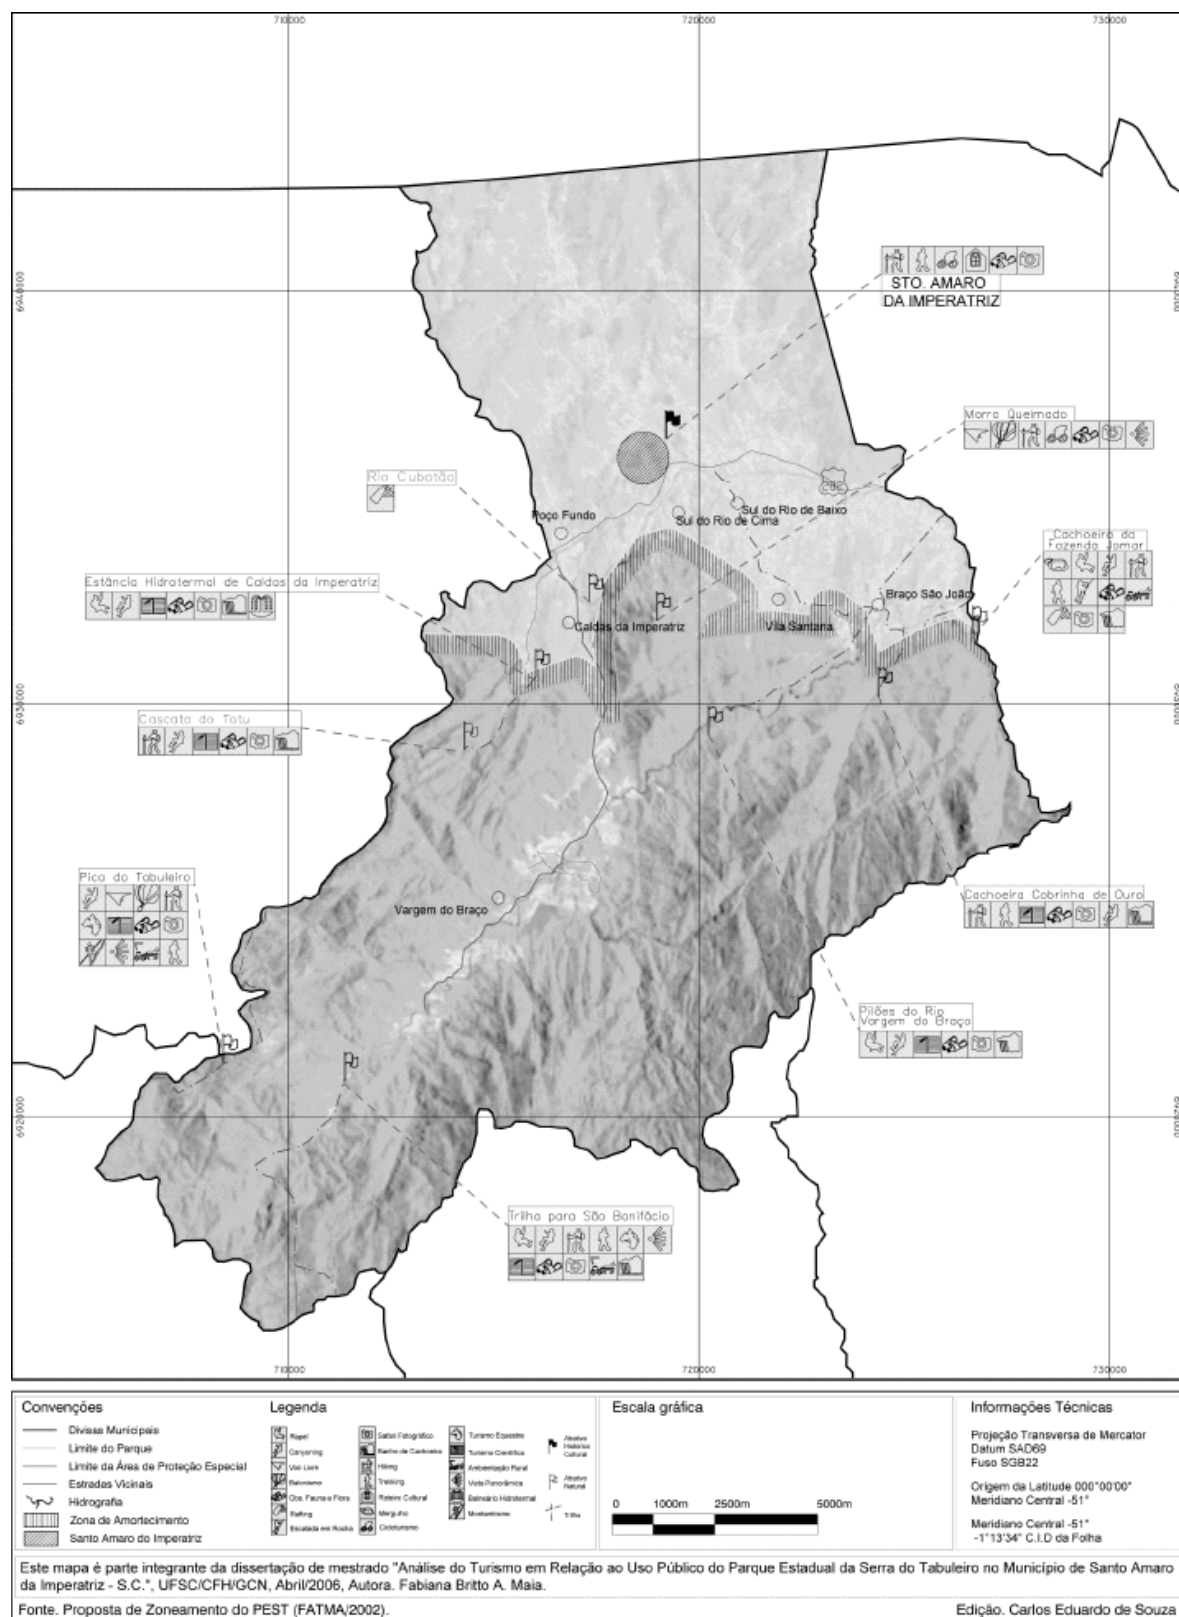 710000
720000
730000
6940000
6940000
STO. AMARO
DA IMPERATRIZ
Morro Queimado
Rio Cubatão
282
Poço Fundo
Sul do Rio de Baixo
Sul do Rio de Cima
Cachoeira da
Fazenda Jomar
Estância Hidrotermal de Caldas da Imperatriz
Braço São João
Caldas da Imperatriz
Vila Santana
6930000
6930000
Cascata do Tatu
Pico do Tabuleiro
Vargem do Braço
Cachoeira Cobrinha de Ouro
Pilões do Rio
Vargem do Braço
6920000
6920000
Trilha para São Bonifácio
710000
720000
730000
Convenções
Divisas Municipais
Limite do Parque
Limite da Área de Proteção Especial
Estradas Vicinais
Hidrografia
Zona de Amortecimento
Santo Amaro do Imperatriz
Legenda
Rapel
Canyoning
Voo Livre
Balonismo
Obs. Fauna e Flora
Rafting
Escalada em Rocha
Safari Fotográfico
Banho de Cachoeira
Hiking
Trekking
Roteiro Cultural
Mergulho
Cicloturismo
Turismo Equestre
Turismo Científico
Ambientação Rural
Vista Panorâmica
Balneário Hidrotermal
Montanhismo
Atrativo
Histórico
Cultural
Atrativo
Natural
Trilha
Escala gráfica
0 1000m 2500m 5000m
Informações Técnicas
Projeção Transversa de Mercator
Datum SAD69
Fuso SGB22
Origem da Latitude 000°00'00"
Meridiano Central -51°
Meridiano Central -51°
-1°13'34" C.I.D da Folha
Este mapa é parte integrante da dissertação de mestrado "Análise do Turismo em Relação ao Uso Público do Parque Estadual da Serra do Tabuleiro no Município de Santo Amaro
da Imperatriz - S.C.", UFSC/CFH/GCN, Abril/2006, Autora. Fabiana Britto A. Maia.
Fonte. Proposta de Zoneamento do PEST (FATMA/2002).
Edição. Carlos Eduardo de Souza